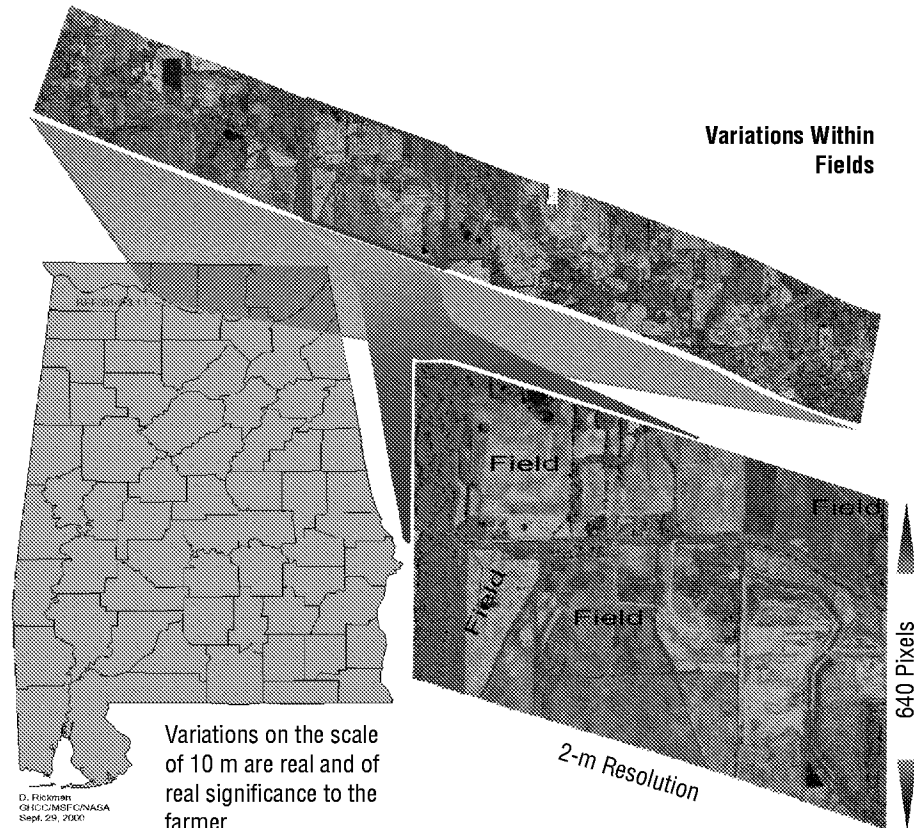 Variations Within
Fields
Field
Field
Field
Field
640 Pixels
2-m Resolution
Variations on the scale
of 10 m are real and of
real significance to the
farmer
D. Rickman
GHCC/MSFC/NASA
Sept. 29, 2000